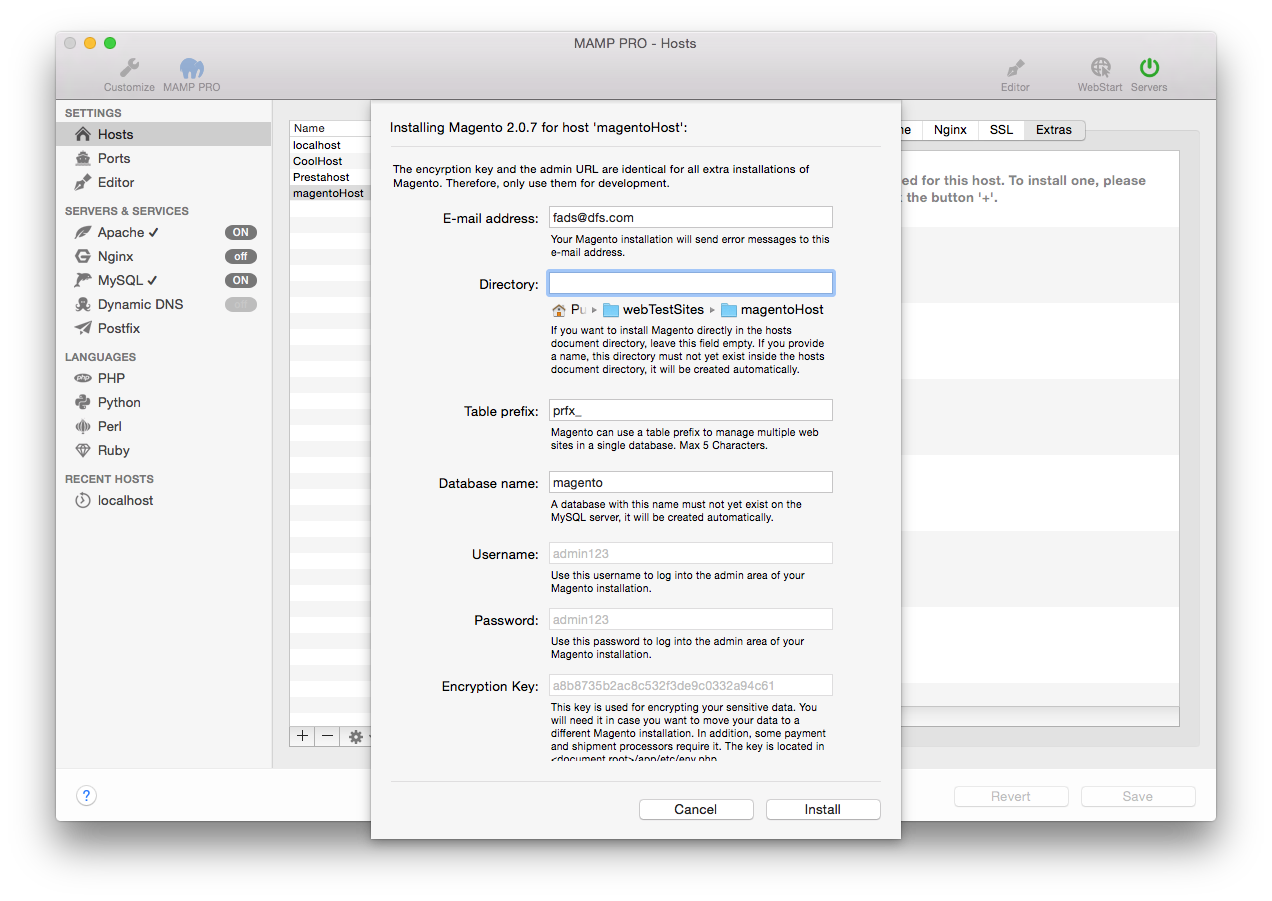 MAMP PRO - Hosts
Customize
MAMP PRO
Editor
WebStart
Servers
SETTINGS
Hosts
Ports
Editor
SERVERS & SERVICES
Apache ✓ ON
Nginx off
MySQL ✓ ON
Dynamic DNS off
Postfix
LANGUAGES
PHP
Python
Perl
Ruby
RECENT HOSTS
localhost
Name
localhost
CoolHost
Prestahost
magentoHost
Nginx
SSL
Extras
ed for this host. To install one, please
the button '+'.
Installing Magento 2.0.7 for host 'magentoHost':
The encyrption key and the admin URL are identical for all extra installations of
Magento. Therefore, only use them for development.
E-mail address: fads@dfs.com
Your Magento installation will send error messages to this
e-mail address.
Directory:
Pu ▸ webTestSites ▸ magentoHost
If you want to install Magento directly in the hosts
document directory, leave this field empty. If you provide
a name, this directory must not yet exist inside the hosts
document directory, it will be created automatically.
Table prefix: prfx_
Magento can use a table prefix to manage multiple web
sites in a single database. Max 5 Characters.
Database name: magento
A database with this name must not yet exist on the
MySQL server, it will be created automatically.
Username: admin123
Use this username to log into the admin area of your
Magento installation.
Password: admin123
Use this password to log into the admin area of your
Magento installation.
Encryption Key: a8b8735b2ac8c532f3de9c0332a94c61
This key is used for encrypting your sensitive data. You
will need it in case you want to move your data to a
different Magento installation. In addition, some payment
and shipment processors require it. The key is located in
<document root>/app/etc/env.php
Cancel
Install
?
Revert
Save